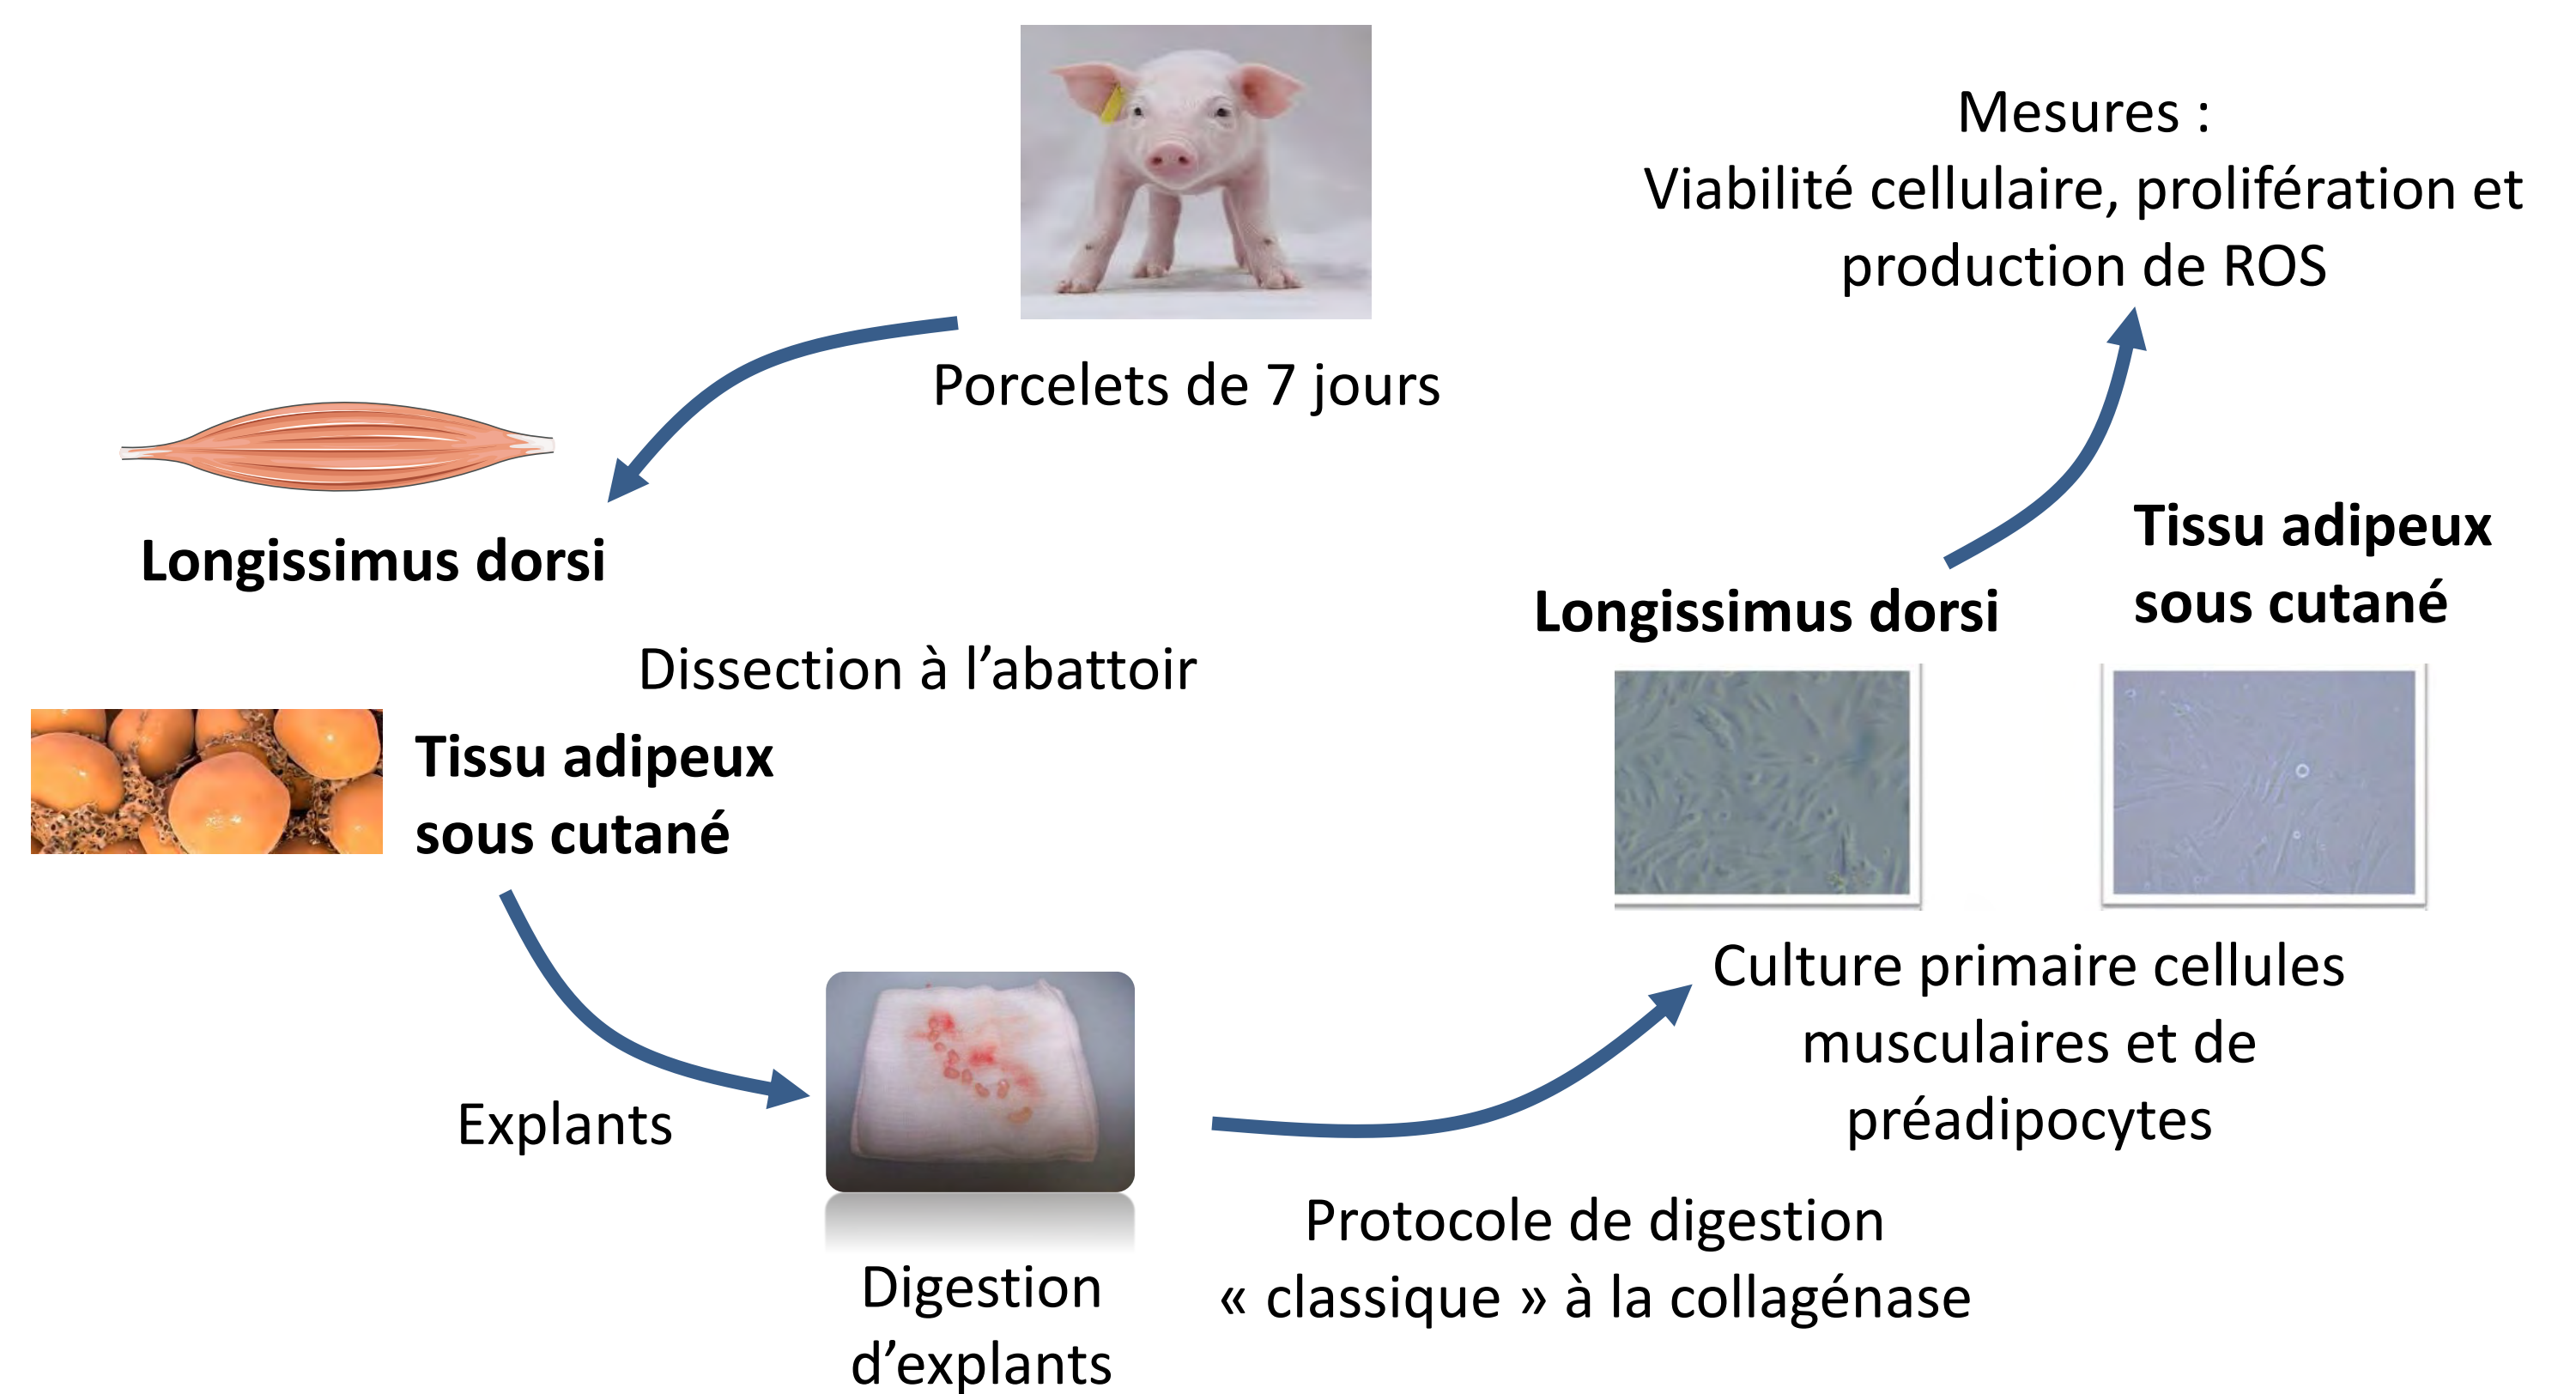 Porcelets de 7 jours
Longissimus dorsi
Dissection à l’abattoir
Tissu adipeux
sous cutané
Explants
Digestion
d’explants
Protocole de digestion
« classique » à la collagénase
Culture primaire cellules
musculaires et de
préadipocytes
Longissimus dorsi
Tissu adipeux
sous cutané
Mesures :
Viabilité cellulaire, prolifération et
production de ROS